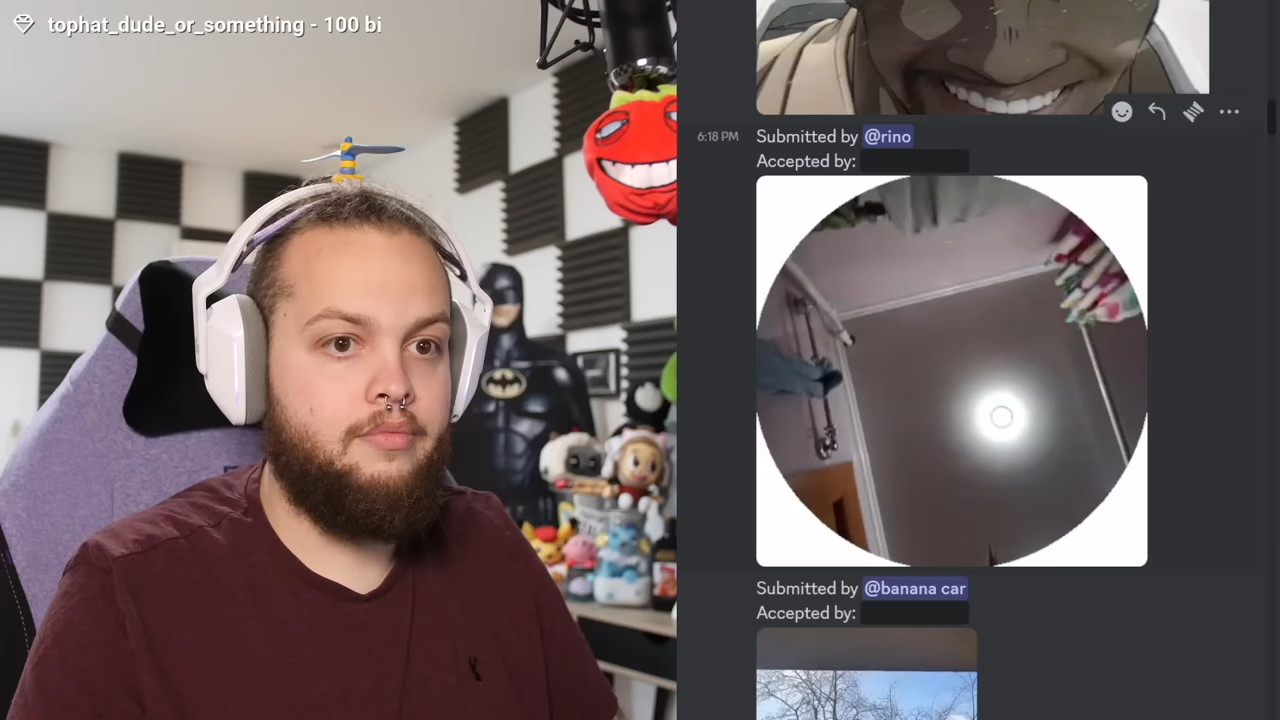 tophat_dude_or_something - 100 bi
6:18 PM
Submitted by @rino
Accepted by:
Submitted by @banana car
Accepted by: